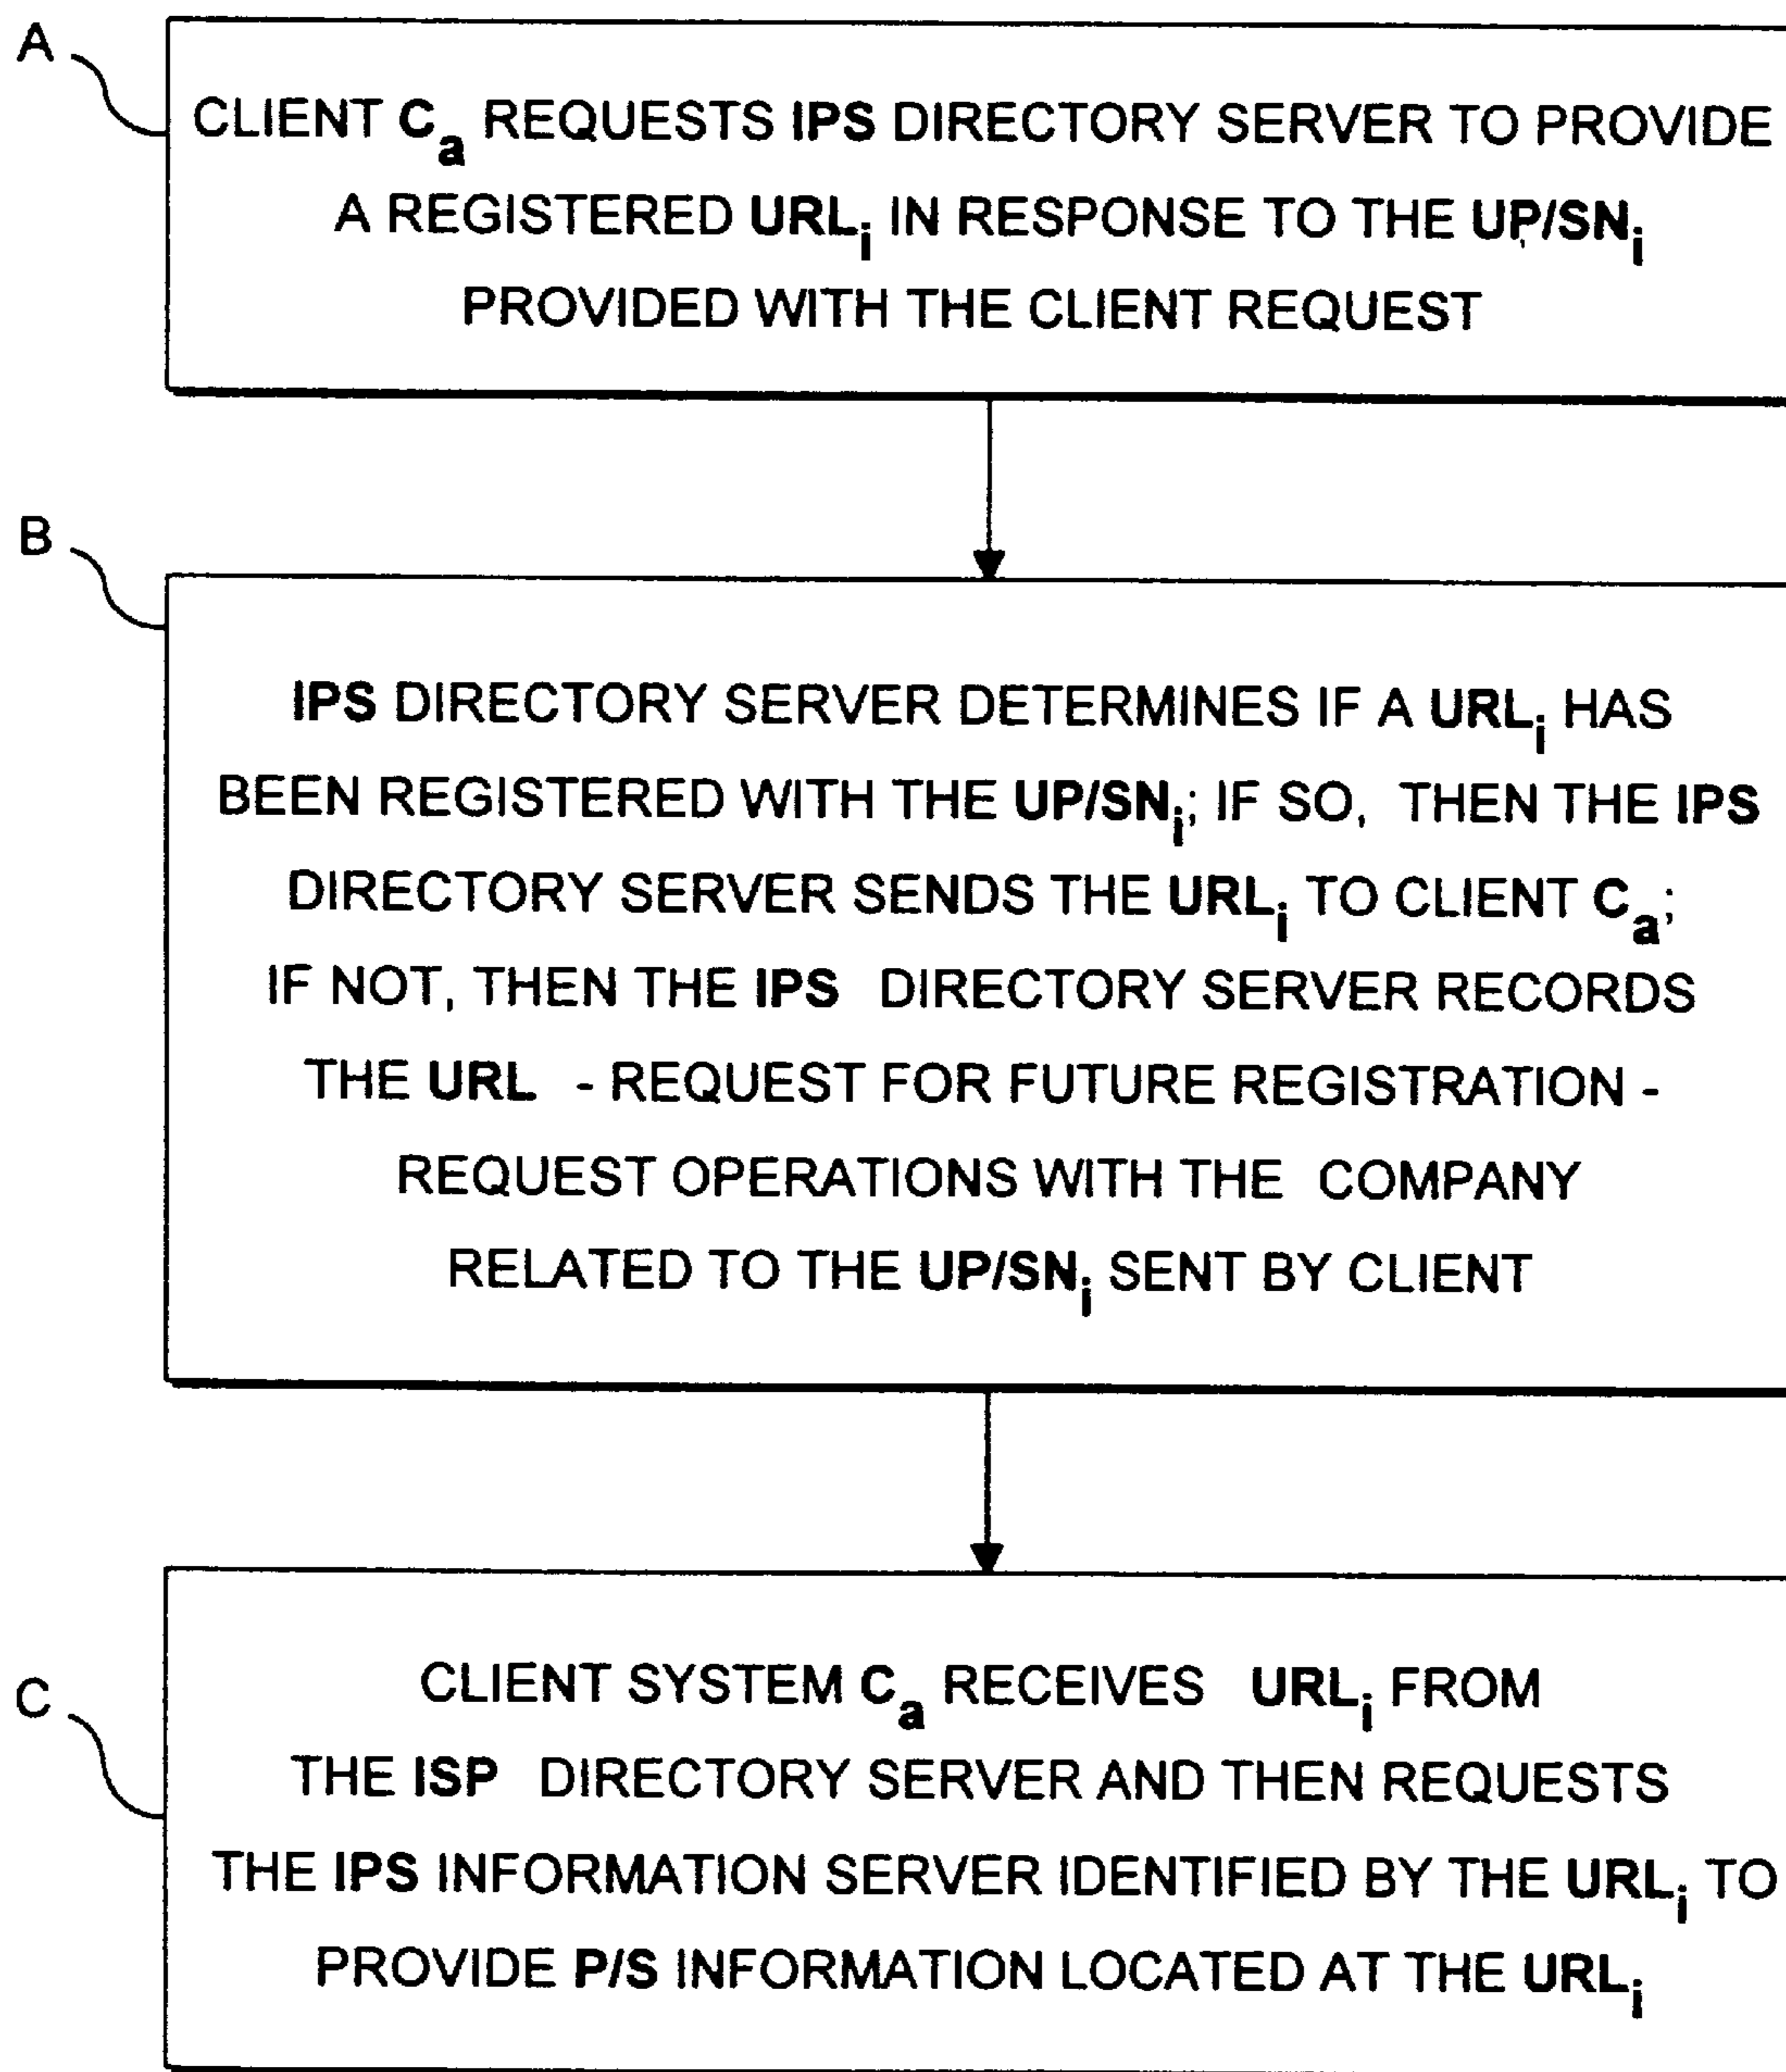 A
CLIENT Ca REQUESTS IPS DIRECTORY SERVER TO PROVIDE
A REGISTERED URLi IN RESPONSE TO THE UP/SNi
PROVIDED WITH THE CLIENT REQUEST
B
IPS DIRECTORY SERVER DETERMINES IF A URLi HAS
BEEN REGISTERED WITH THE UP/SNi; IF SO, THEN THE IPS
DIRECTORY SERVER SENDS THE URLi TO CLIENT Ca;
IF NOT, THEN THE IPS DIRECTORY SERVER RECORDS
THE URL - REQUEST FOR FUTURE REGISTRATION -
REQUEST OPERATIONS WITH THE COMPANY
RELATED TO THE UP/SNi SENT BY CLIENT
C
CLIENT SYSTEM Ca RECEIVES URLi FROM
THE ISP DIRECTORY SERVER AND THEN REQUESTS
THE IPS INFORMATION SERVER IDENTIFIED BY THE URLi TO
PROVIDE P/S INFORMATION LOCATED AT THE URLi